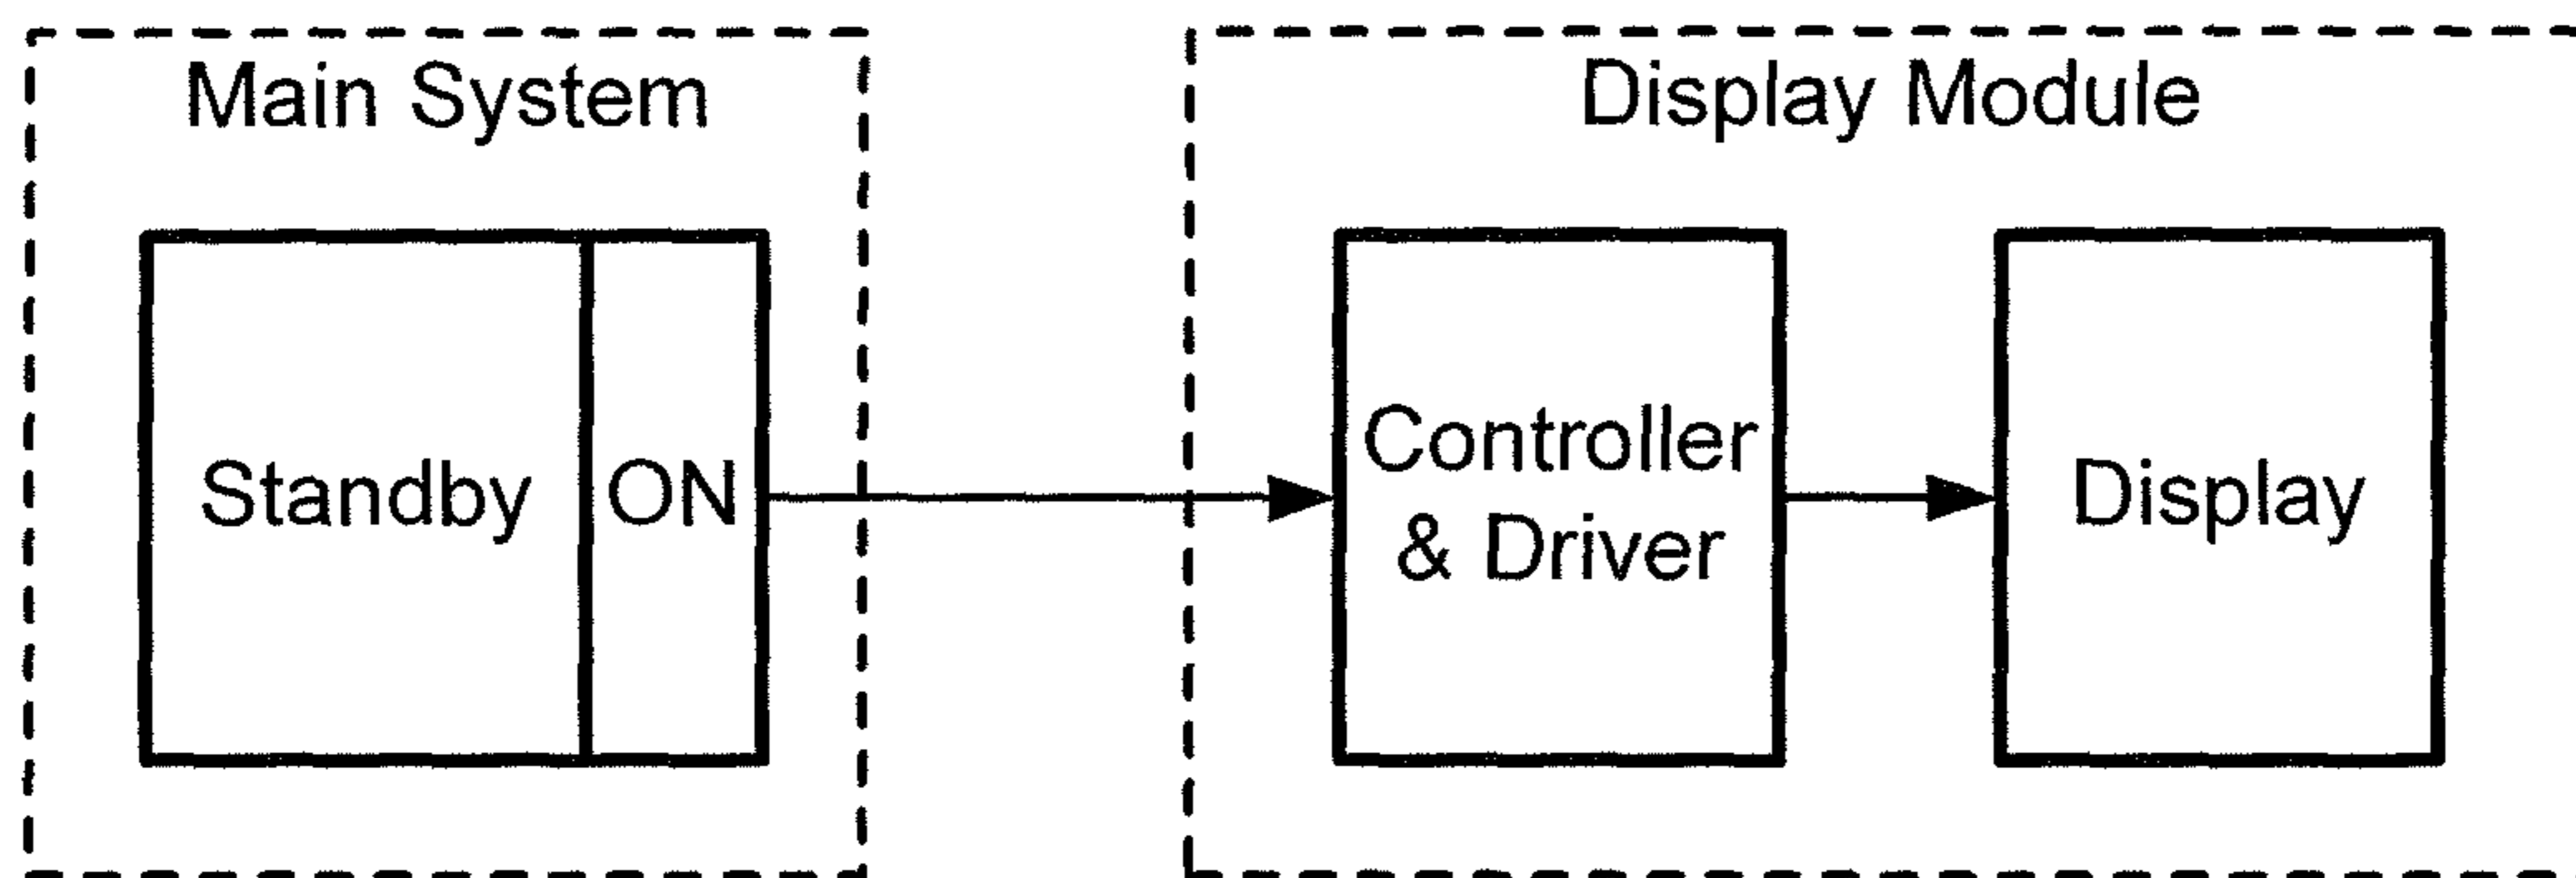 Main System
Display Module
Standby
ON
Controller
& Driver
Display